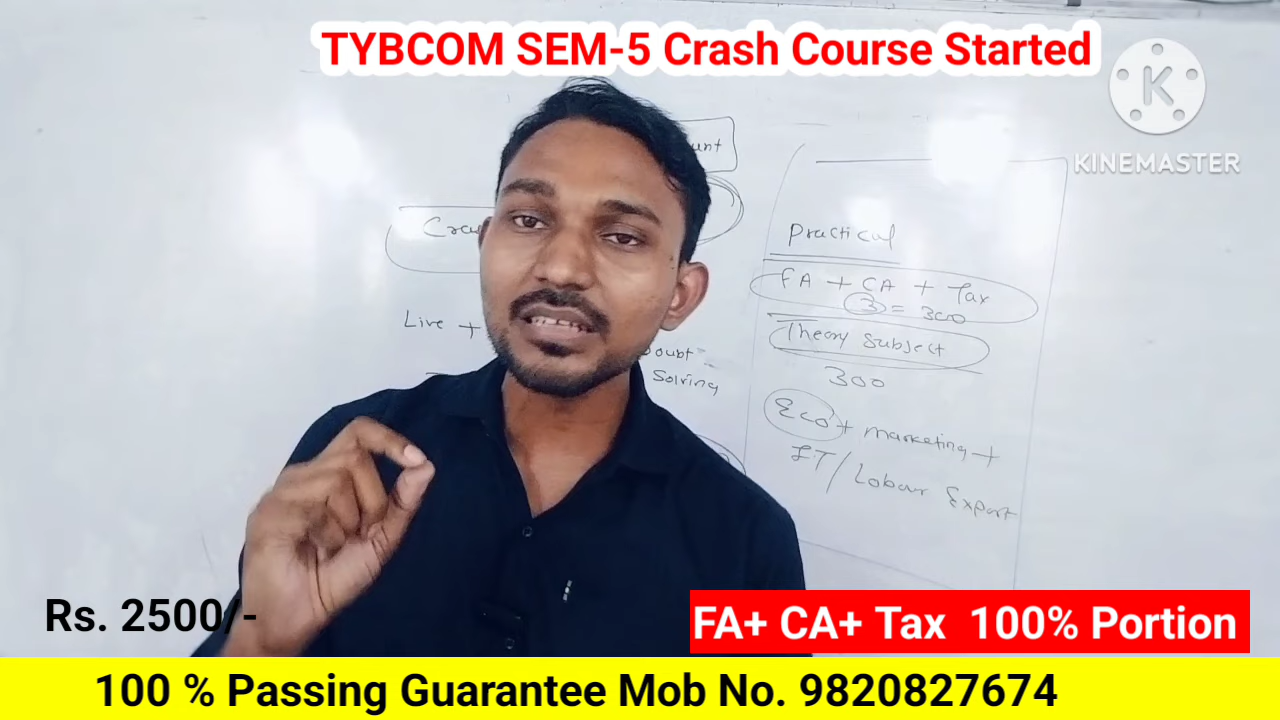 TYBCOM SEM-5 Crash Course Started
KINEMASTER
Live +
Doubt
Solving
Practical
FA + CA + Tax
3 = 300
Theory Subject
300
Eco + marketing +
I.T / Labour Export
Rs. 2500/-
FA+ CA+ Tax 100% Portion
100 % Passing Guarantee Mob No. 9820827674